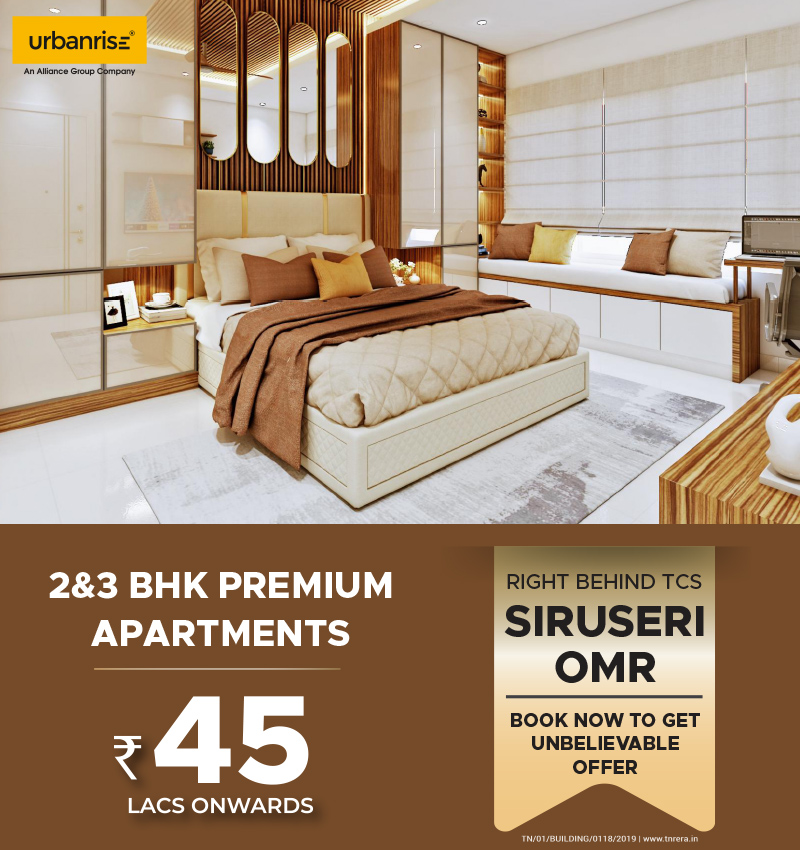 urbanrise®
An Alliance Group Company
2&3 BHK PREMIUM
APARTMENTS
₹45
LACS ONWARDS
RIGHT BEHIND TCS
SIRUSERI
OMR
BOOK NOW TO GET
UNBELIEVABLE
OFFER
TN/01/BUILDING/0118/2019 | www.tnrera.in